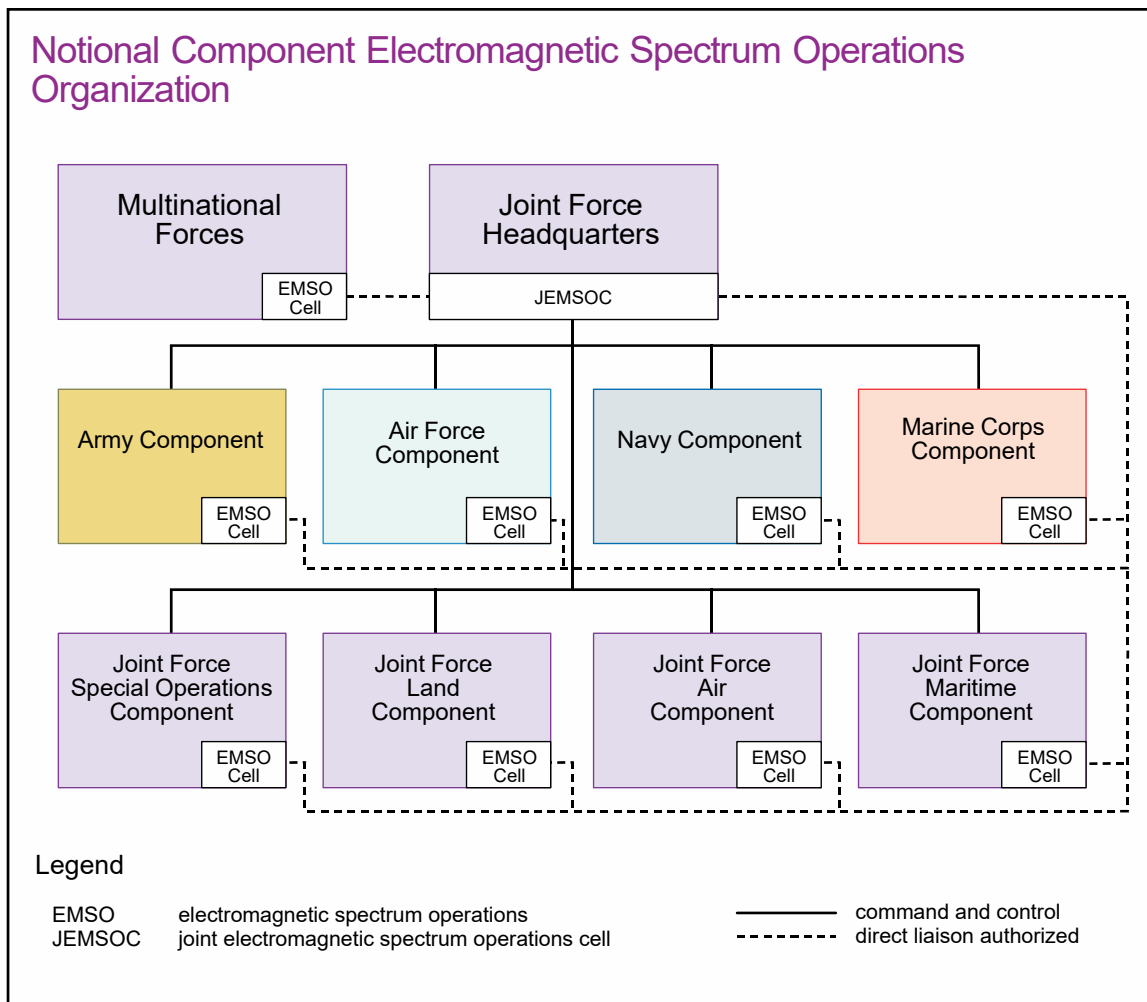 Notional Component Electromagnetic Spectrum Operations
Organization
Multinational
Forces
EMSO
Cell
Joint Force
Headquarters
JEMSOC
Army Component
EMSO
Cell
Air Force
Component
EMSO
Cell
Navy Component
EMSO
Cell
Marine Corps
Component
EMSO
Cell
Joint Force
Special Operations
Component
EMSO
Cell
Joint Force
Land
Component
EMSO
Cell
Joint Force
Air
Component
EMSO
Cell
Joint Force
Maritime
Component
EMSO
Cell
Legend
EMSO electromagnetic spectrum operations
JEMSOC joint electromagnetic spectrum operations cell
command and control
direct liaison authorized